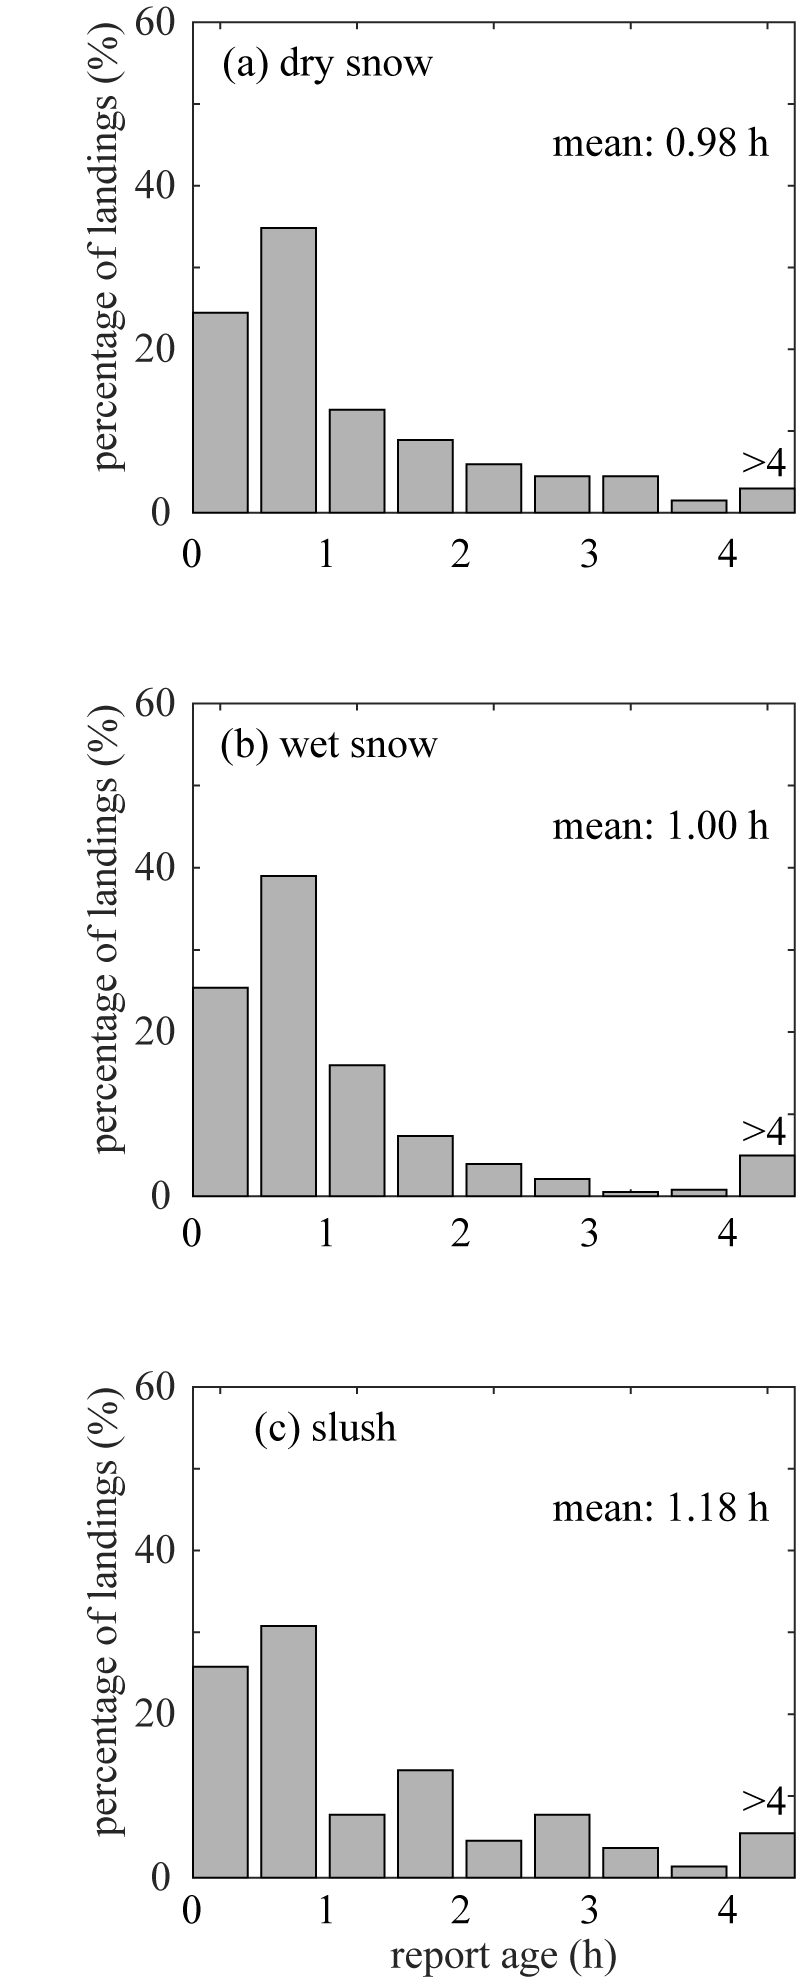 60
(a) dry snow
mean: 0.98 h
40
20
>4
0
percentage of landings (%)
0 1 2 3 4
60
(b) wet snow
mean: 1.00 h
40
20
>4
0
percentage of landings (%)
0 1 2 3 4
60
(c) slush
mean: 1.18 h
40
20
>4
0
percentage of landings (%)
0 1 2 3 4
report age (h)